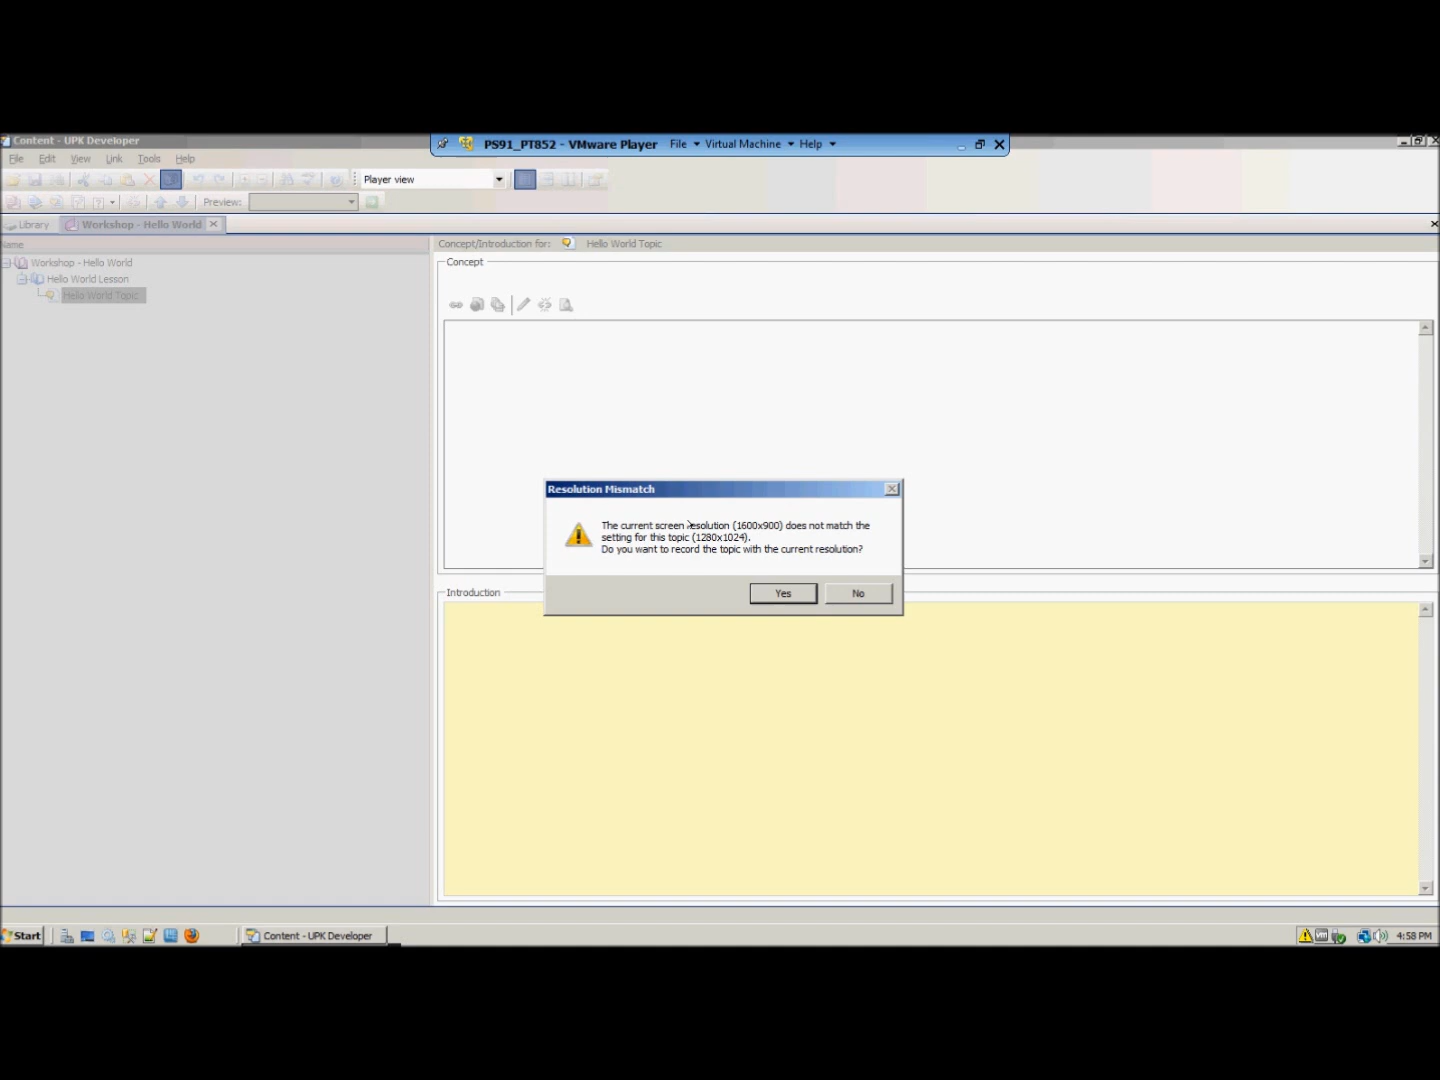 Content - UPK Developer
PS91_PT852 - VMware Player File Virtual Machine Help
File Edit View Link Tools Help
Player view
Preview:
Library Workshop - Hello World
Name
Concept/Introduction for: Hello World Topic
Workshop - Hello World
Hello World Lesson
Hello World Topic
Concept
Resolution Mismatch
The current screen resolution (1600x900) does not match the
setting for this topic (1280x1024).
Do you want to record the topic with the current resolution?
Yes No
Introduction
Start Content - UPK Developer 4:58 PM